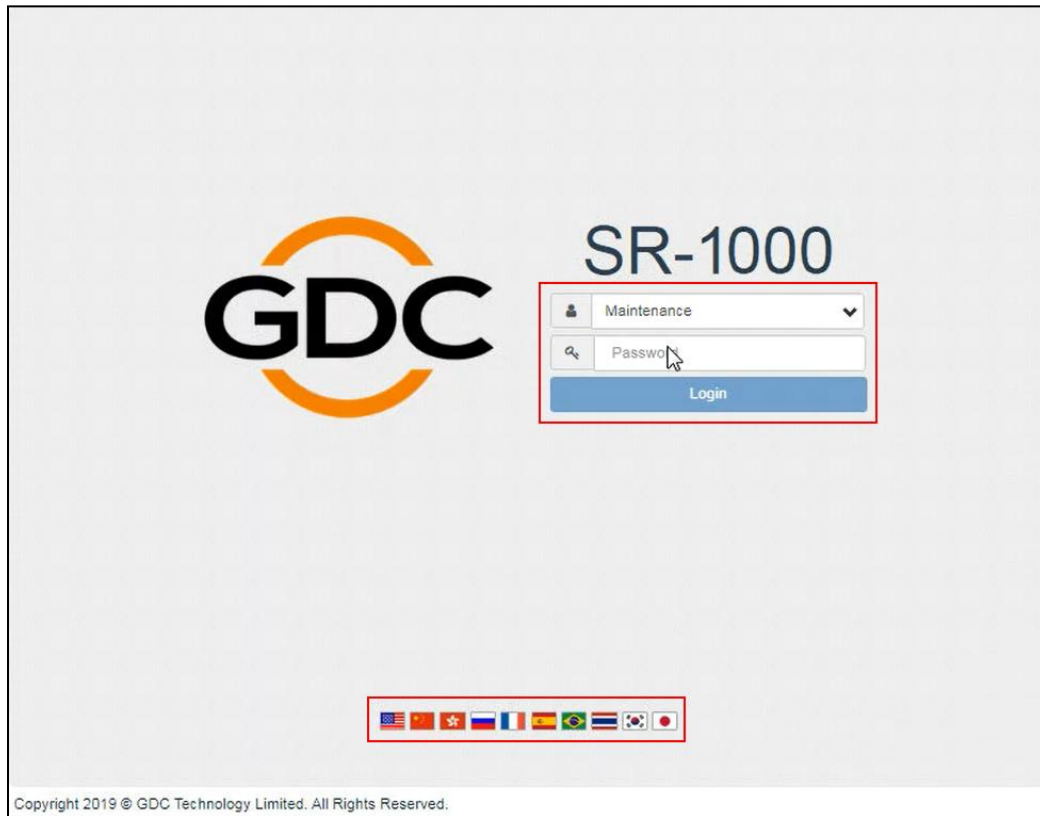 GDC
SR-1000
Maintenance
Password
Login
Copyright 2019 © GDC Technology Limited. All Rights Reserved.